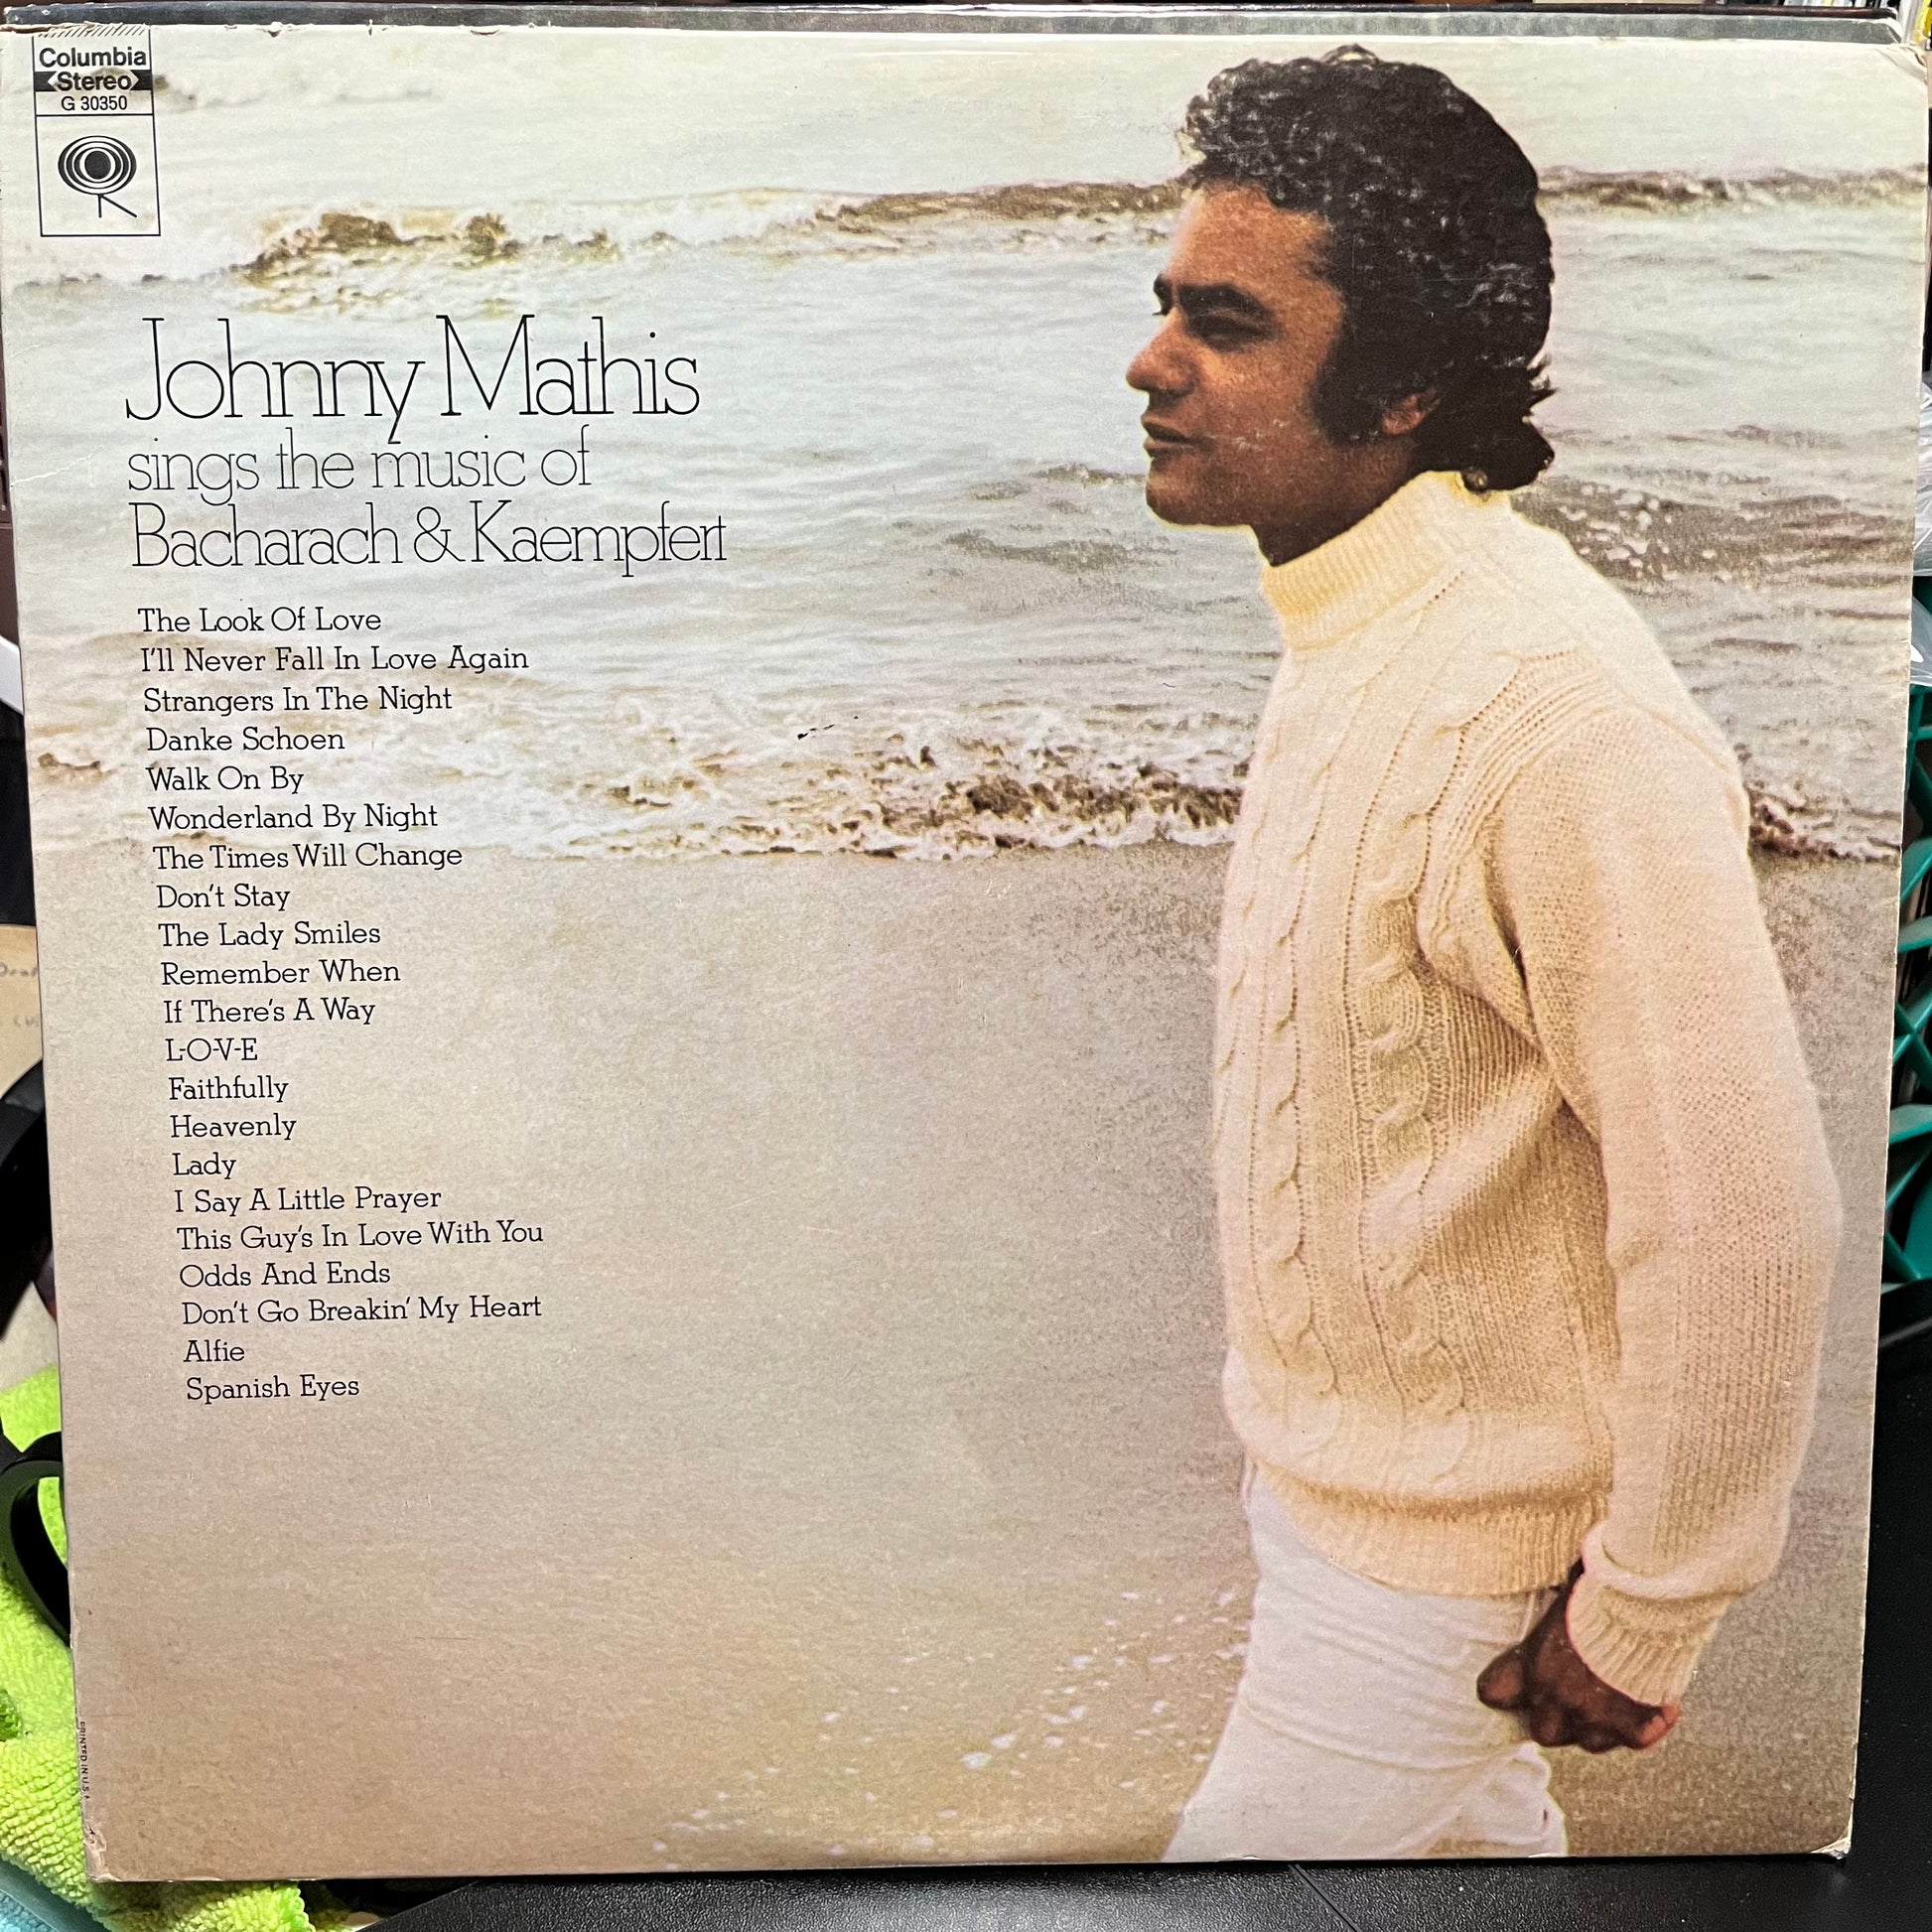 Columbia
Stereo
G 30350
Johnny Mathis
sings the music of
Bacharach & Kaempfert
The Look Of Love
I'll Never Fall In Love Again
Strangers In The Night
Danke Schoen
Walk On By
Wonderland By Night
The Times Will Change
Don't Stay
The Lady Smiles
Remember When
If There's A Way
L-O-V-E
Faithfully
Heavenly
Lady
I Say A Little Prayer
This Guy's In Love With You
Odds And Ends
Don't Go Breakin' My Heart
Alfie
Spanish Eyes
PRINTED IN U.S.A.